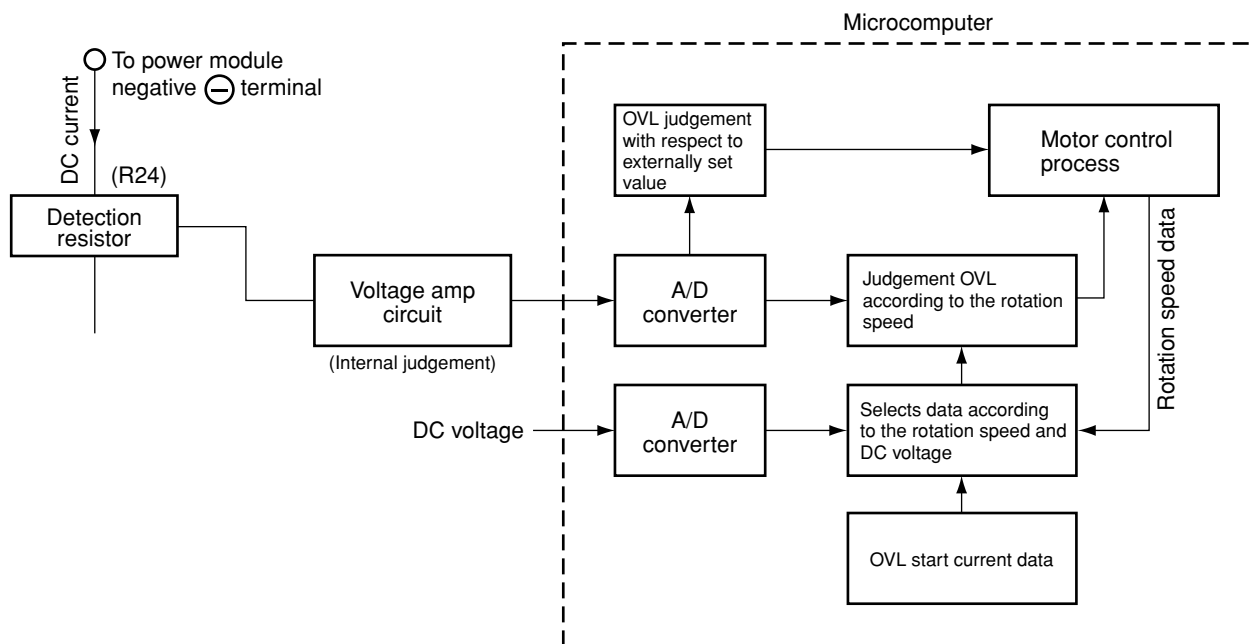 Microcomputer
To power module
negative ⊖ terminal
DC current
(R24)
Detection
resistor
Voltage amp
circuit
(Internal judgement)
DC voltage
OVL judgement
with respect to
externally set
value
Motor control
process
A/D
converter
Judgement OVL
according to the rotation
speed
Rotation speed data
A/D
converter
Selects data according
to the rotation speed and
DC voltage
OVL start current data